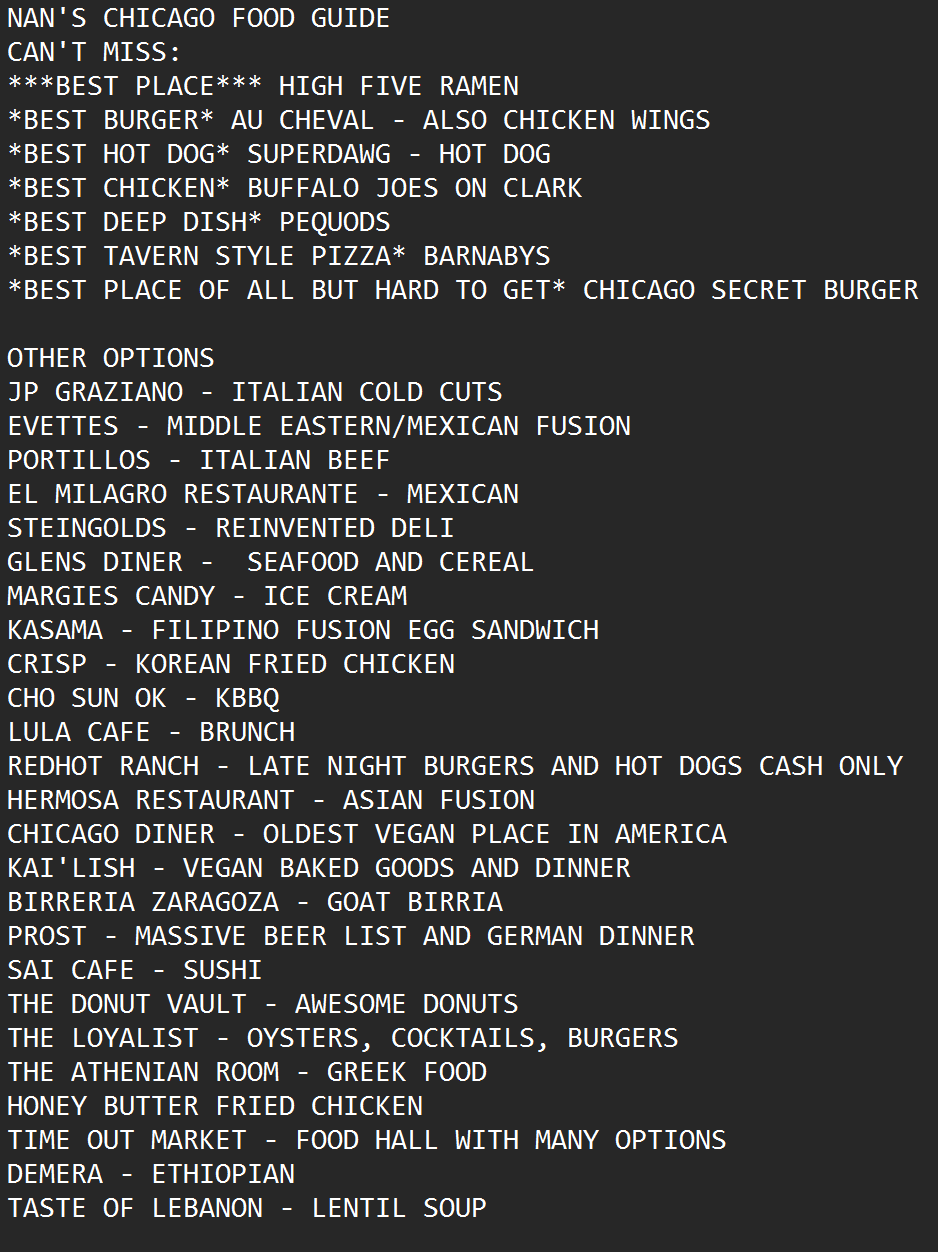 NAN'S CHICAGO FOOD GUIDE
CAN'T MISS:
***BEST PLACE*** HIGH FIVE RAMEN
*BEST BURGER* AU CHEVAL - ALSO CHICKEN WINGS
*BEST HOT DOG* SUPERDAWG - HOT DOG
*BEST CHICKEN* BUFFALO JOES ON CLARK
*BEST DEEP DISH* PEQUODS
*BEST TAVERN STYLE PIZZA* BARNABYS
*BEST PLACE OF ALL BUT HARD TO GET* CHICAGO SECRET BURGER

OTHER OPTIONS
JP GRAZIANO - ITALIAN COLD CUTS
EVETTES - MIDDLE EASTERN/MEXICAN FUSION
PORTILLOS - ITALIAN BEEF
EL MILAGRO RESTAURANTE - MEXICAN
STEINGOLDS - REINVENTED DELI
GLENS DINER -  SEAFOOD AND CEREAL
MARGIES CANDY - ICE CREAM
KASAMA - FILIPINO FUSION EGG SANDWICH
CRISP - KOREAN FRIED CHICKEN
CHO SUN OK - KBBQ
LULA CAFE - BRUNCH
REDHOT RANCH - LATE NIGHT BURGERS AND HOT DOGS CASH ONLY
HERMOSA RESTAURANT - ASIAN FUSION
CHICAGO DINER - OLDEST VEGAN PLACE IN AMERICA
KAI'LISH - VEGAN BAKED GOODS AND DINNER
BIRRERIA ZARAGOZA - GOAT BIRRIA
PROST - MASSIVE BEER LIST AND GERMAN DINNER
SAI CAFE - SUSHI
THE DONUT VAULT - AWESOME DONUTS
THE LOYALIST - OYSTERS, COCKTAILS, BURGERS
THE ATHENIAN ROOM - GREEK FOOD
HONEY BUTTER FRIED CHICKEN
TIME OUT MARKET - FOOD HALL WITH MANY OPTIONS
DEMERA - ETHIOPIAN
TASTE OF LEBANON - LENTIL SOUP